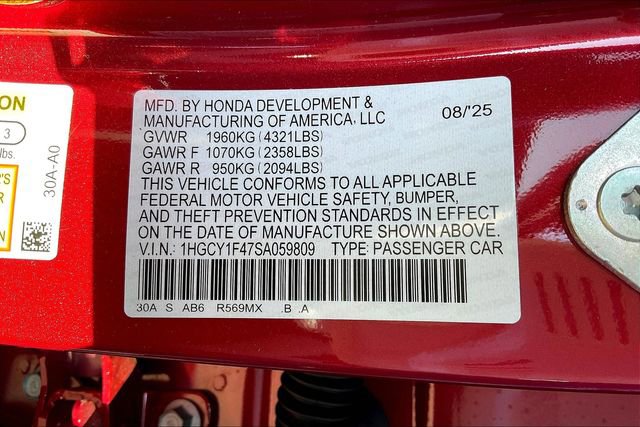 ON
3
lbs.
R'S
E
30A-A0
MFD. BY HONDA DEVELOPMENT &
MANUFACTURING OF AMERICA, LLC
08/'25
GVWR 1960KG (4321LBS)
GAWR F 1070KG (2358LBS)
GAWR R 950KG (2094LBS)
THIS VEHICLE CONFORMS TO ALL APPLICABLE
FEDERAL MOTOR VEHICLE SAFETY, BUMPER,
AND THEFT PREVENTION STANDARDS IN EFFECT
ON THE DATE OF MANUFACTURE SHOWN ABOVE.
V.I.N.: 1HGCY1F47SA059809 TYPE: PASSENGER CAR
30A S AB6 R569MX .B .A